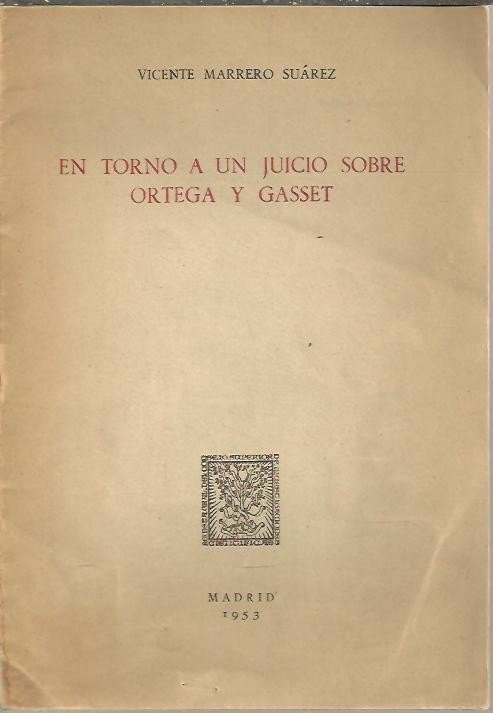 VICENTE MARRERO SUÁREZ
EN TORNO A UN JUICIO SOBRE
ORTEGA Y GASSET
MADRID
1953